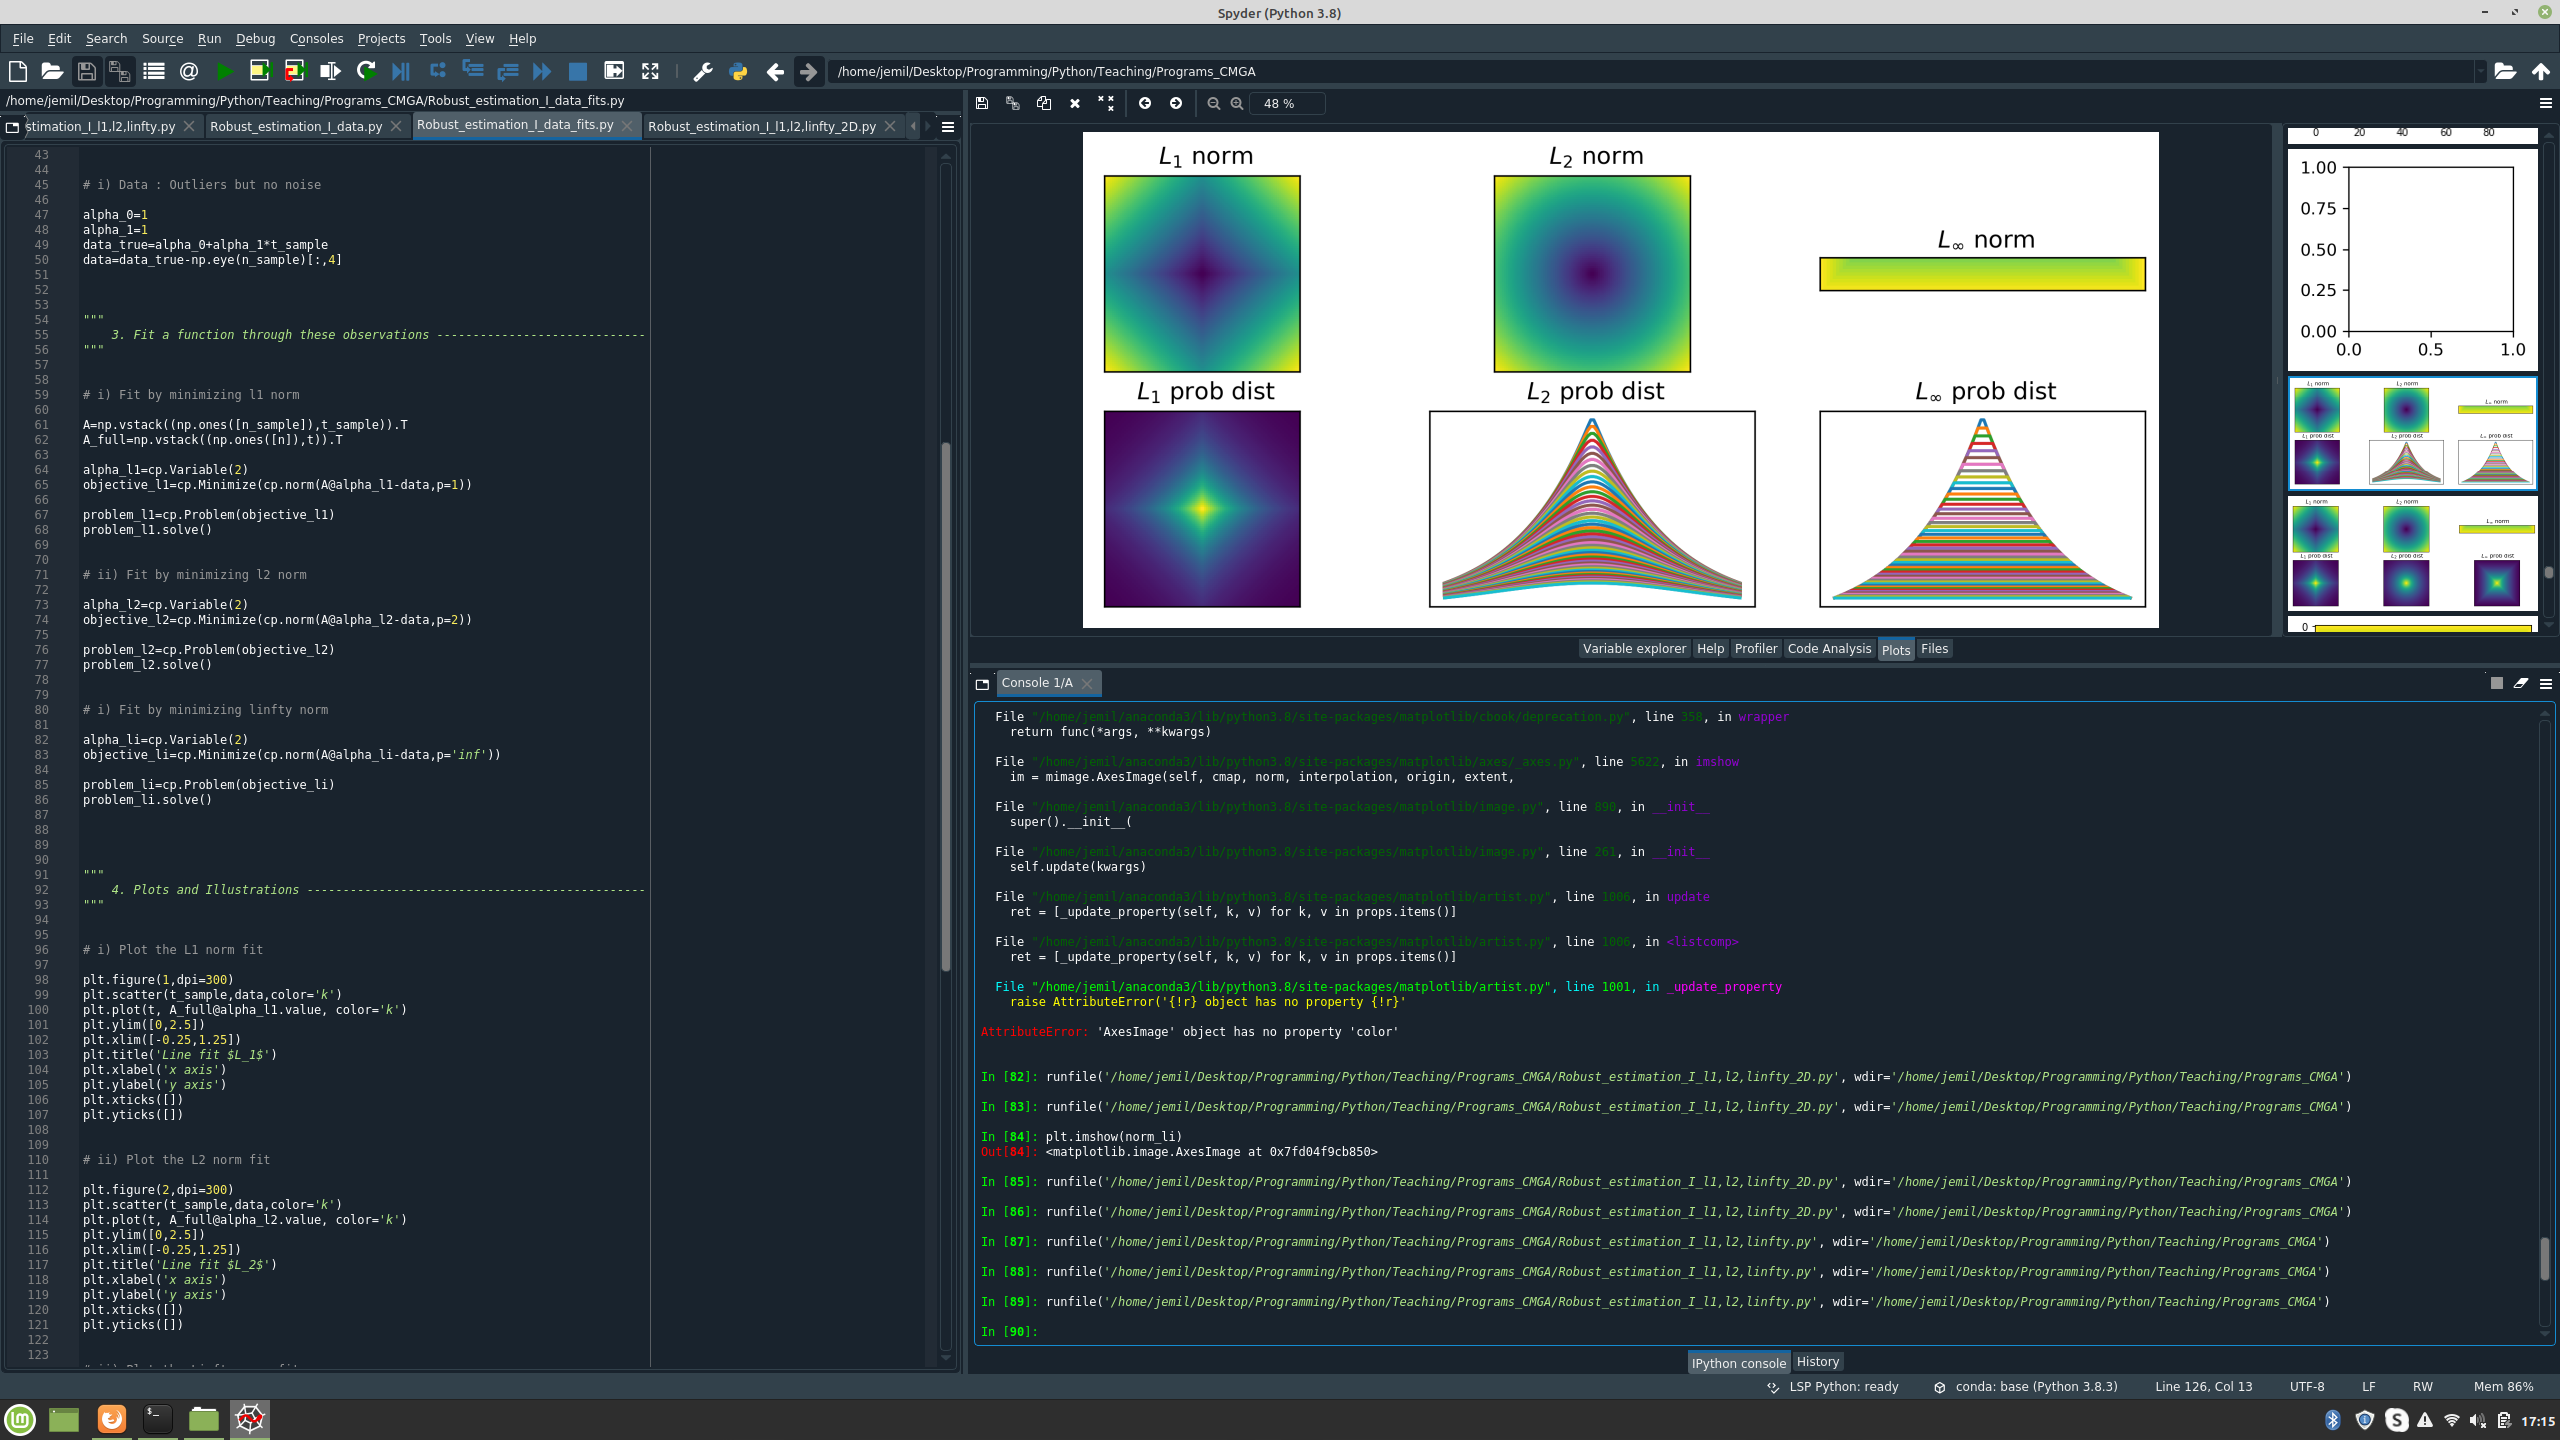 Spyder (Python 3.8)
File Edit Search Source Run Debug Consoles Projects Tools View Help
/home/jemil/Desktop/Programming/Python/Teaching/Programs_CMGA
/home/jemil/Desktop/Programming/Python/Teaching/Programs_CMGA/Robust_estimation_I_data_fits.py
stimation_I_l1,l2,linfty.py Robust_estimation_I_data.py Robust_estimation_I_data_fits.py Robust_estimation_I_l1,l2,linfty_2D.py
43
44
45 # i) Data : Outliers but no noise
46
47 alpha_0=1
48 alpha_1=1
49 data_true=alpha_0+alpha_1*t_sample
50 data=data_true-np.eye(n_sample)[:,4]
51
52
53
54 """
55 3. Fit a function through these observations -----------------------------
56 """
57
58
59 # i) Fit by minimizing l1 norm
60
61 A=np.vstack((np.ones([n_sample]),t_sample)).T
62 A_full=np.vstack((np.ones([n]),t)).T
63
64 alpha_l1=cp.Variable(2)
65 objective_l1=cp.Minimize(cp.norm(A@alpha_l1-data,p=1))
66
67 problem_l1=cp.Problem(objective_l1)
68 problem_l1.solve()
69
70
71 # ii) Fit by minimizing l2 norm
72
73 alpha_l2=cp.Variable(2)
74 objective_l2=cp.Minimize(cp.norm(A@alpha_l2-data,p=2))
75
76 problem_l2=cp.Problem(objective_l2)
77 problem_l2.solve()
78
79
80 # i) Fit by minimizing linfty norm
81
82 alpha_li=cp.Variable(2)
83 objective_li=cp.Minimize(cp.norm(A@alpha_li-data,p='inf'))
84
85 problem_li=cp.Problem(objective_li)
86 problem_li.solve()
87
88
89
90
91 """
92 4. Plots and Illustrations -----------------------------------------------
93 """
94
95
96 # i) Plot the L1 norm fit
97
98 plt.figure(1,dpi=300)
99 plt.scatter(t_sample,data,color='k')
100 plt.plot(t, A_full@alpha_l1.value, color='k')
101 plt.ylim([0,2.5])
102 plt.xlim([-0.25,1.25])
103 plt.title('Line fit $L_1$')
104 plt.xlabel('x axis')
105 plt.ylabel('y axis')
106 plt.xticks([])
107 plt.yticks([])
108
109
110 # ii) Plot the L2 norm fit
111
112 plt.figure(2,dpi=300)
113 plt.scatter(t_sample,data,color='k')
114 plt.plot(t, A_full@alpha_l2.value, color='k')
115 plt.ylim([0,2.5])
116 plt.xlim([-0.25,1.25])
117 plt.title('Line fit $L_2$')
118 plt.xlabel('x axis')
119 plt.ylabel('y axis')
120 plt.xticks([])
121 plt.yticks([])
122
123
48 %
L1 norm L2 norm
L∞ norm
L1 prob dist L2 prob dist L∞ prob dist
0 20 40 60 80
1.00
0.75
0.50
0.25
0.00
0.0 0.5 1.0
L1 norm L2 norm
L∞ norm
L1 prob dist L2 prob dist L∞ prob dist
L1 norm L2 norm
L∞ norm
L1 prob dist L2 prob dist L∞ prob dist
0
Variable explorer Help Profiler Code Analysis Plots Files
Console 1/A
File "/home/jemil/anaconda3/lib/python3.8/site-packages/matplotlib/cbook/deprecation.py", line 358, in wrapper
return func(*args, **kwargs)
File "/home/jemil/anaconda3/lib/python3.8/site-packages/matplotlib/axes/_axes.py", line 5622, in imshow
im = mimage.AxesImage(self, cmap, norm, interpolation, origin, extent,
File "/home/jemil/anaconda3/lib/python3.8/site-packages/matplotlib/image.py", line 890, in __init__
super().__init__(
File "/home/jemil/anaconda3/lib/python3.8/site-packages/matplotlib/image.py", line 261, in __init__
self.update(kwargs)
File "/home/jemil/anaconda3/lib/python3.8/site-packages/matplotlib/artist.py", line 1006, in update
ret = [_update_property(self, k, v) for k, v in props.items()]
File "/home/jemil/anaconda3/lib/python3.8/site-packages/matplotlib/artist.py", line 1006, in <listcomp>
ret = [_update_property(self, k, v) for k, v in props.items()]
File "/home/jemil/anaconda3/lib/python3.8/site-packages/matplotlib/artist.py", line 1001, in _update_property
raise AttributeError('{!r} object has no property {!r}'
AttributeError: 'AxesImage' object has no property 'color'
In [82]: runfile('/home/jemil/Desktop/Programming/Python/Teaching/Programs_CMGA/Robust_estimation_I_l1,l2,linfty_2D.py', wdir='/home/jemil/Desktop/Programming/Python/Teaching/Programs_CMGA')
In [83]: runfile('/home/jemil/Desktop/Programming/Python/Teaching/Programs_CMGA/Robust_estimation_I_l1,l2,linfty_2D.py', wdir='/home/jemil/Desktop/Programming/Python/Teaching/Programs_CMGA')
In [84]: plt.imshow(norm_li)
Out[84]: <matplotlib.image.AxesImage at 0x7fd04f9cb850>
In [85]: runfile('/home/jemil/Desktop/Programming/Python/Teaching/Programs_CMGA/Robust_estimation_I_l1,l2,linfty_2D.py', wdir='/home/jemil/Desktop/Programming/Python/Teaching/Programs_CMGA')
In [86]: runfile('/home/jemil/Desktop/Programming/Python/Teaching/Programs_CMGA/Robust_estimation_I_l1,l2,linfty_2D.py', wdir='/home/jemil/Desktop/Programming/Python/Teaching/Programs_CMGA')
In [87]: runfile('/home/jemil/Desktop/Programming/Python/Teaching/Programs_CMGA/Robust_estimation_I_l1,l2,linfty.py', wdir='/home/jemil/Desktop/Programming/Python/Teaching/Programs_CMGA')
In [88]: runfile('/home/jemil/Desktop/Programming/Python/Teaching/Programs_CMGA/Robust_estimation_I_l1,l2,linfty.py', wdir='/home/jemil/Desktop/Programming/Python/Teaching/Programs_CMGA')
In [89]: runfile('/home/jemil/Desktop/Programming/Python/Teaching/Programs_CMGA/Robust_estimation_I_l1,l2,linfty.py', wdir='/home/jemil/Desktop/Programming/Python/Teaching/Programs_CMGA')
In [90]:
IPython console History
LSP Python: ready conda: base (Python 3.8.3) Line 126, Col 13 UTF-8 LF RW Mem 86%
17:15